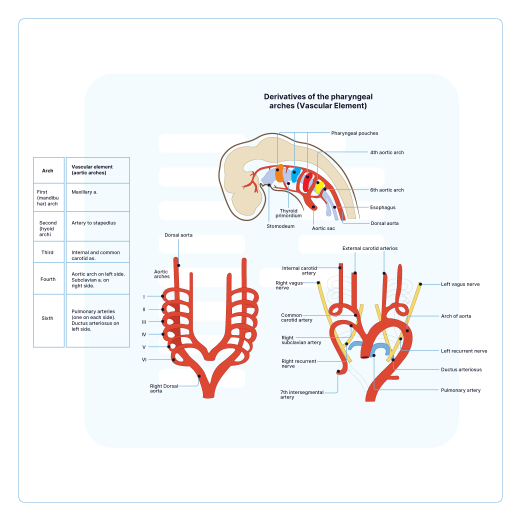 Derivatives of the pharyngeal
arches (Vascular Element)
Pharyngeal pouches
4th aortic arch
6th aortic arch
Esophagus
Dorsal aorta
Aortic sac
Thyroid
primordium
Stomodeum
Arch
Vascular element
(aortic arches)
First
(mandibu
har) arch
Maxillary a.
Second
(hyoid
arch)
Artery to stapedius
Third
Internal and common
carotid as.
Fourth
Aortic arch on left side.
Subclavian a. on
right side.
Sixth
Pulmonary arteries
(one on each side).
Ductus arteriosus on
left side.
Dorsal aorta
Aortic
arches
I
II
III
IV
V
VI
Right Dorsal
aorta
External carotid arterios
Internal carotid
artery
Right vagus
nerve
Common
carotid artery
Right
subclavian artery
Right recurrent
nerve
7th intersegmental
artery
Left vagus nerve
Arch of aorta
Left recurrent nerve
Ductus arteriosus
Pulmonary artery